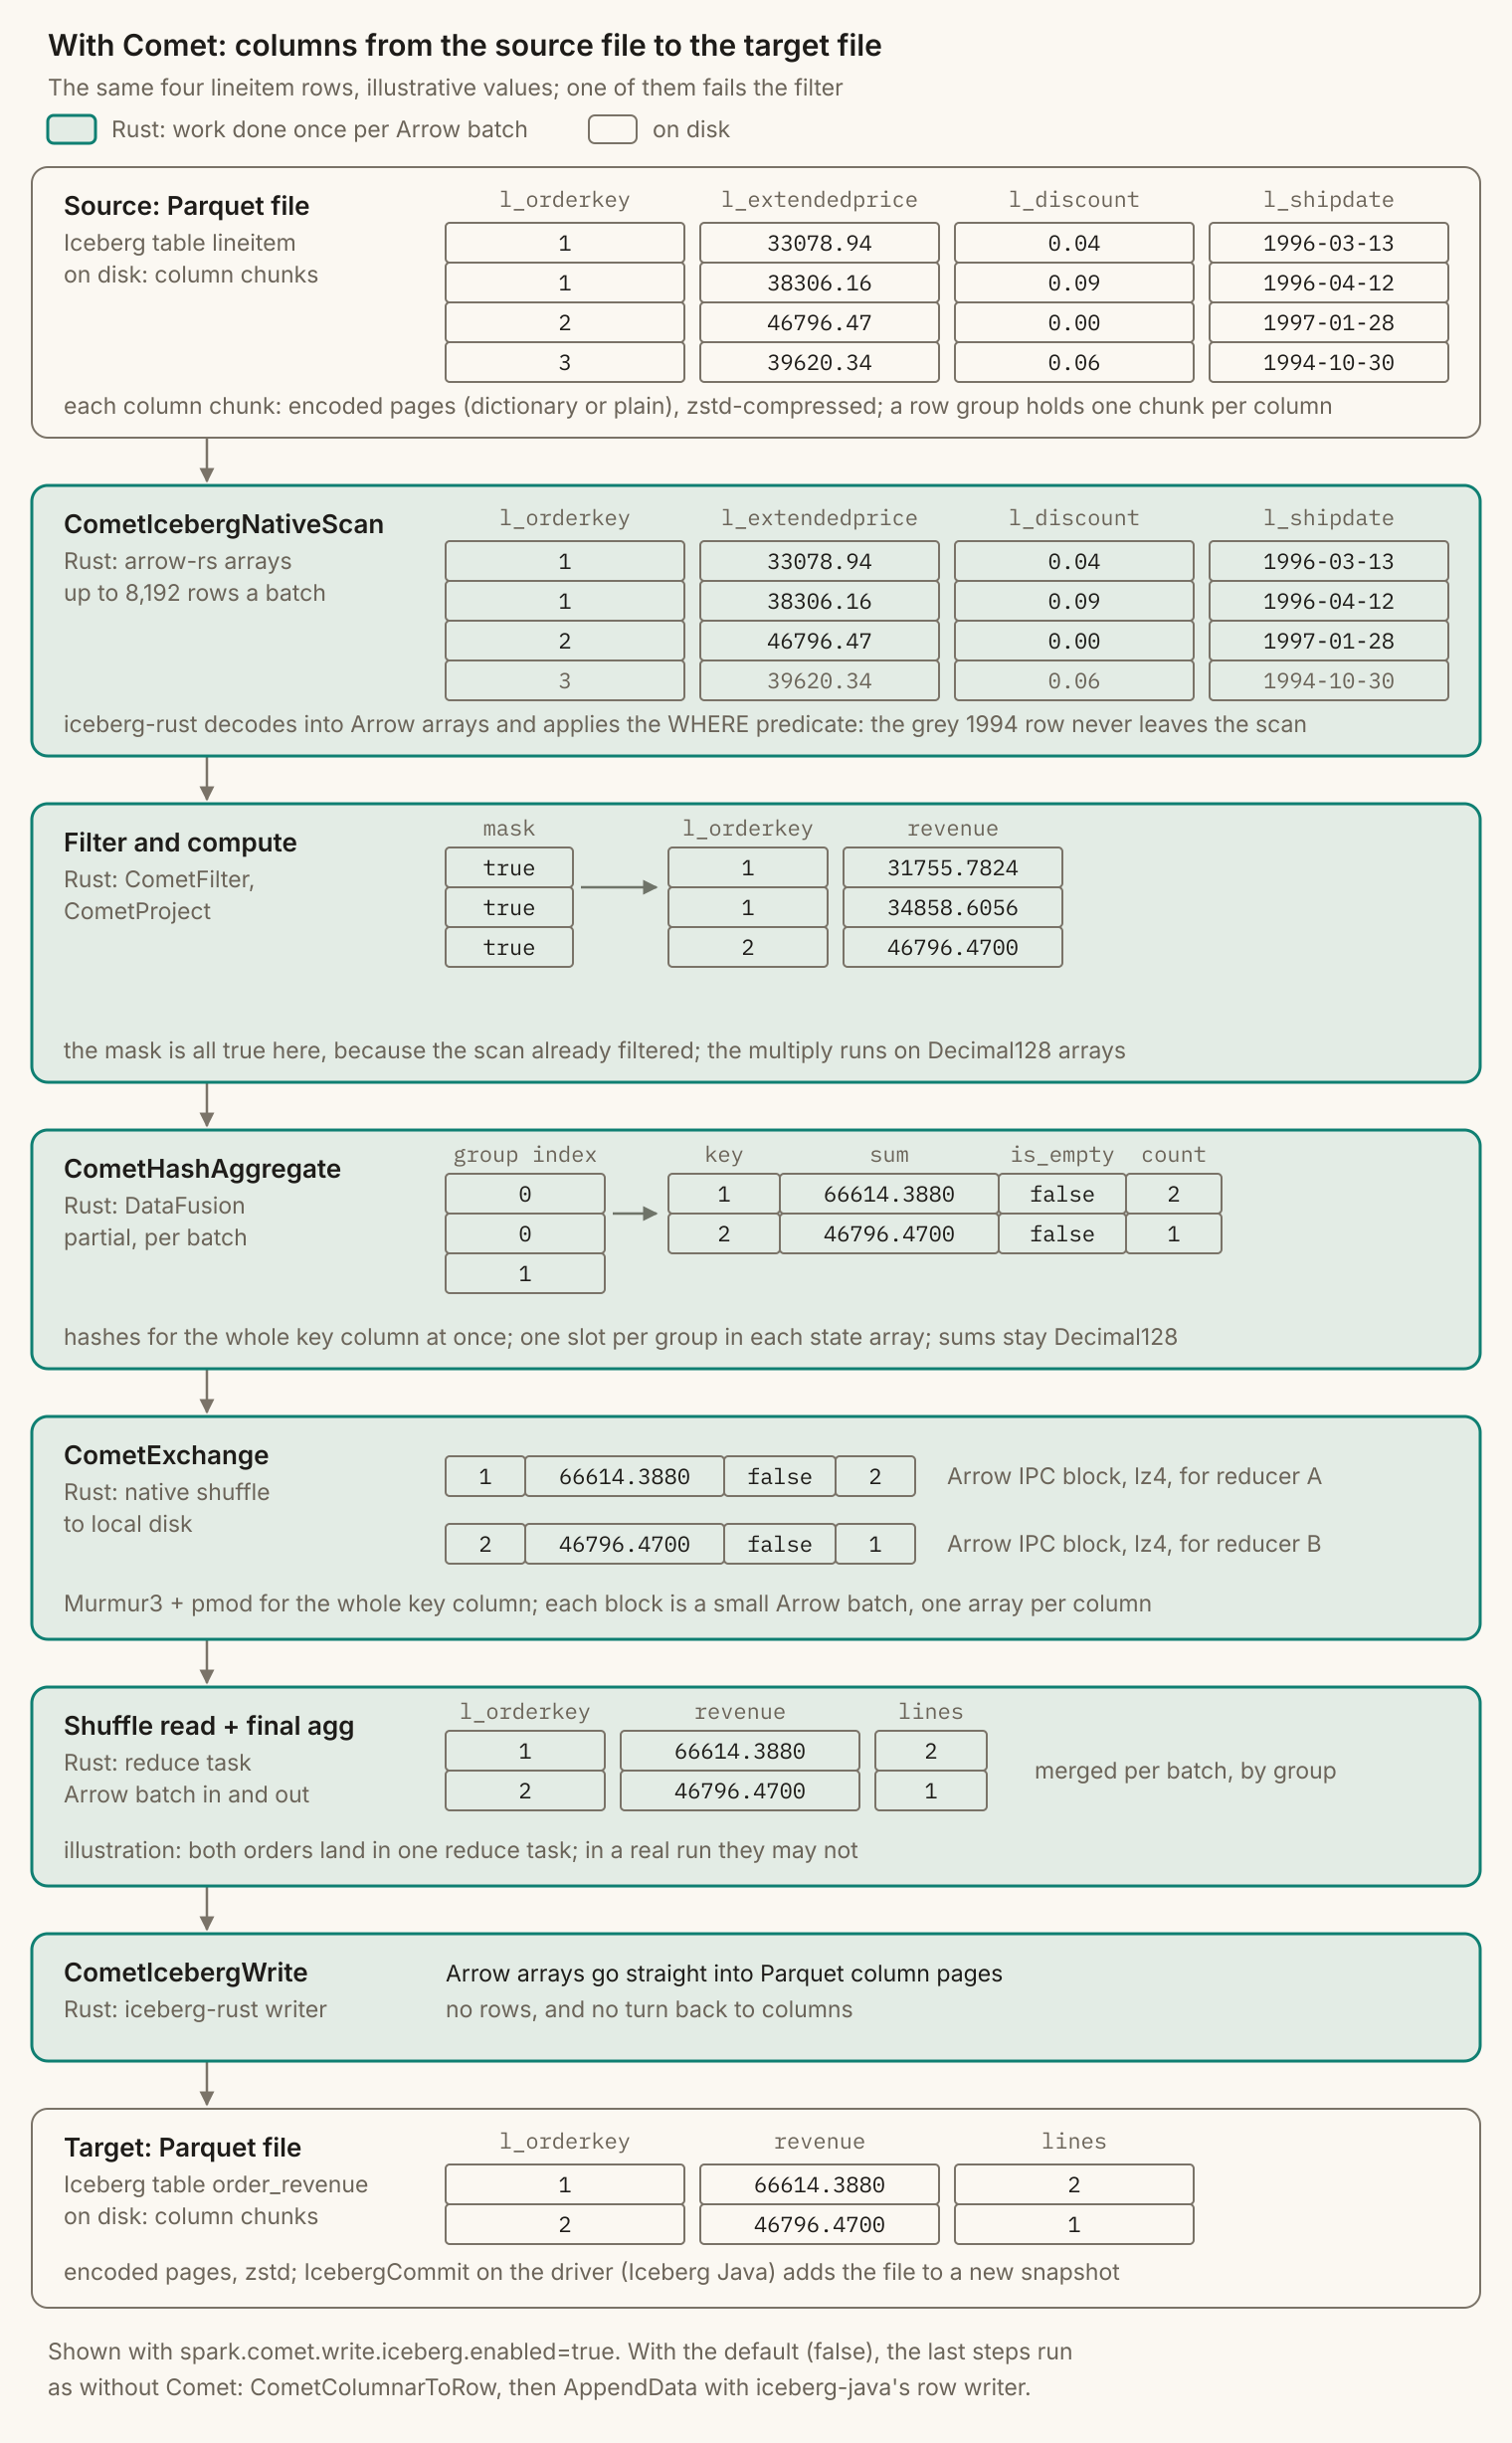 With Comet: columns from the source file to the target file
The same four lineitem rows, illustrative values; one of them fails the filter
Rust: work done once per Arrow batch on disk
Source: Parquet file
Iceberg table lineitem
on disk: column chunks
l_orderkey l_extendedprice l_discount l_shipdate
1 33078.94 0.04 1996-03-13
1 38306.16 0.09 1996-04-12
2 46796.47 0.00 1997-01-28
3 39620.34 0.06 1994-10-30
each column chunk: encoded pages (dictionary or plain), zstd-compressed; a row group holds one chunk per column
CometIcebergNativeScan
Rust: arrow-rs arrays
up to 8,192 rows a batch
l_orderkey l_extendedprice l_discount l_shipdate
1 33078.94 0.04 1996-03-13
1 38306.16 0.09 1996-04-12
2 46796.47 0.00 1997-01-28
3 39620.34 0.06 1994-10-30
iceberg-rust decodes into Arrow arrays and applies the WHERE predicate: the grey 1994 row never leaves the scan
Filter and compute
Rust: CometFilter,
CometProject
mask l_orderkey revenue
true 1 31755.7824
true 1 34858.6056
true 2 46796.4700
the mask is all true here, because the scan already filtered; the multiply runs on Decimal128 arrays
CometHashAggregate
Rust: DataFusion
partial, per batch
group index key sum is_empty count
0 1 66614.3880 false 2
0 2 46796.4700 false 1
1
hashes for the whole key column at once; one slot per group in each state array; sums stay Decimal128
CometExchange
Rust: native shuffle
to local disk
1 66614.3880 false 2 Arrow IPC block, lz4, for reducer A
2 46796.4700 false 1 Arrow IPC block, lz4, for reducer B
Murmur3 + pmod for the whole key column; each block is a small Arrow batch, one array per column
Shuffle read + final agg
Rust: reduce task
Arrow batch in and out
l_orderkey revenue lines
1 66614.3880 2
2 46796.4700 1
merged per batch, by group
illustration: both orders land in one reduce task; in a real run they may not
CometIcebergWrite
Rust: iceberg-rust writer
Arrow arrays go straight into Parquet column pages
no rows, and no turn back to columns
Target: Parquet file
Iceberg table order_revenue
on disk: column chunks
l_orderkey revenue lines
1 66614.3880 2
2 46796.4700 1
encoded pages, zstd; IcebergCommit on the driver (Iceberg Java) adds the file to a new snapshot
Shown with spark.comet.write.iceberg.enabled=true. With the default (false), the last steps run
as without Comet: CometColumnarToRow, then AppendData with iceberg-java's row writer.